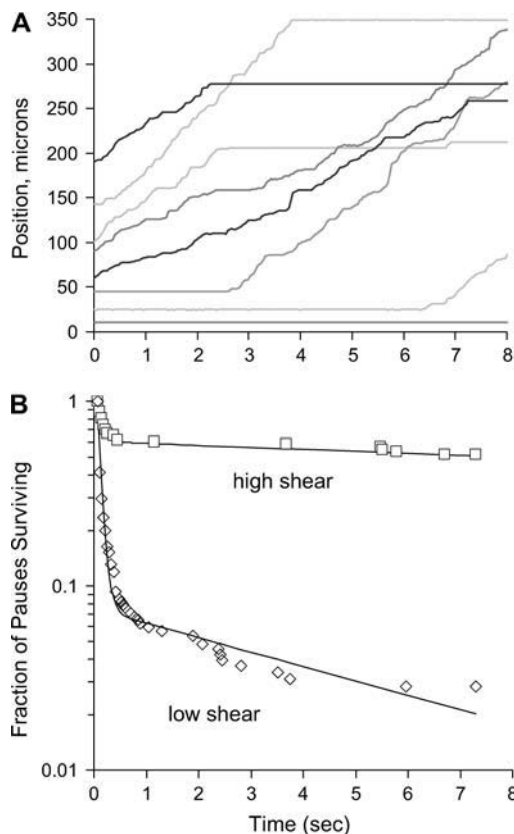 A
350
300
250
200
150
100
50
0
Position, microns
0 1 2 3 4 5 6 7 8
B
1
0.1
0.01
Fraction of Pauses Surviving
high shear
low shear
0 1 2 3 4 5 6 7 8
Time (sec)